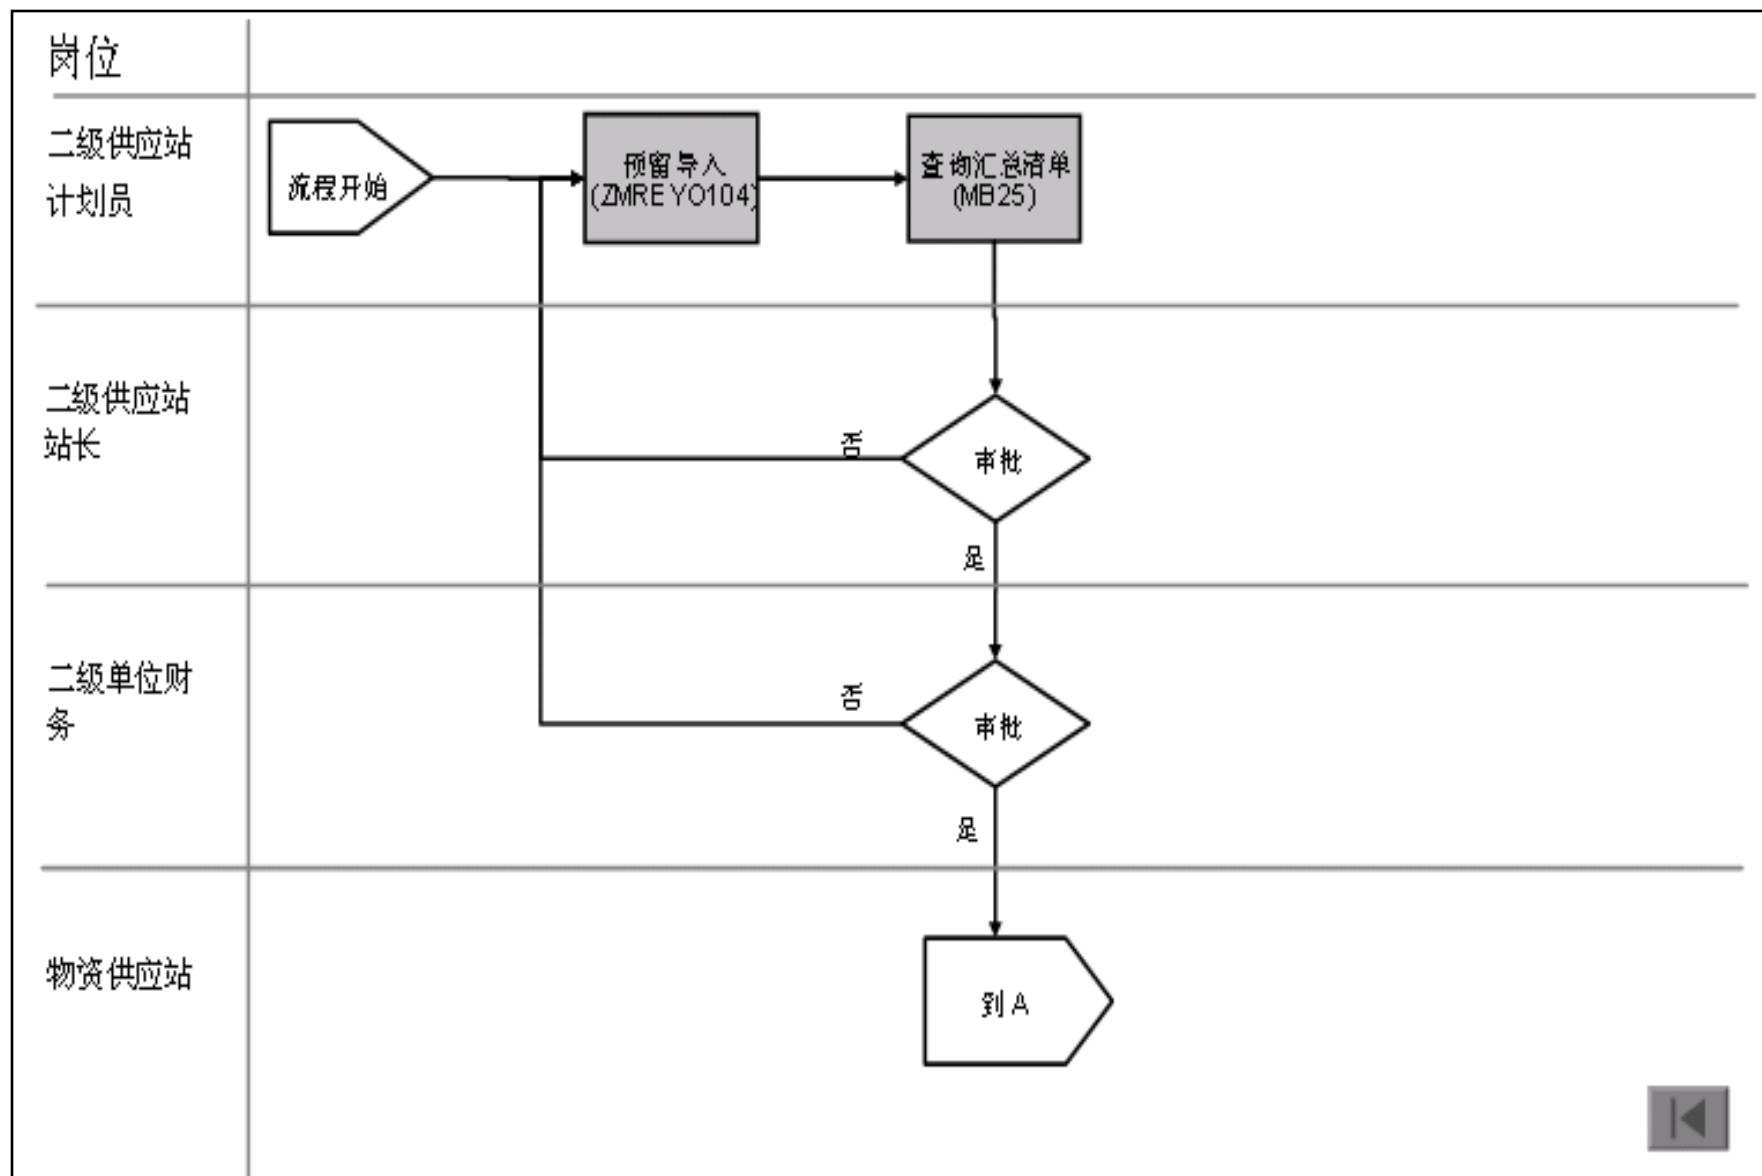 岗位
二级供应站
计划员
流程开始
预留导入
(ZMREYO104)
查询汇总清单
(MB25)
二级供应站
站长
否
审批
是
二级单位财
务
否
审批
是
物资供应站
到 A